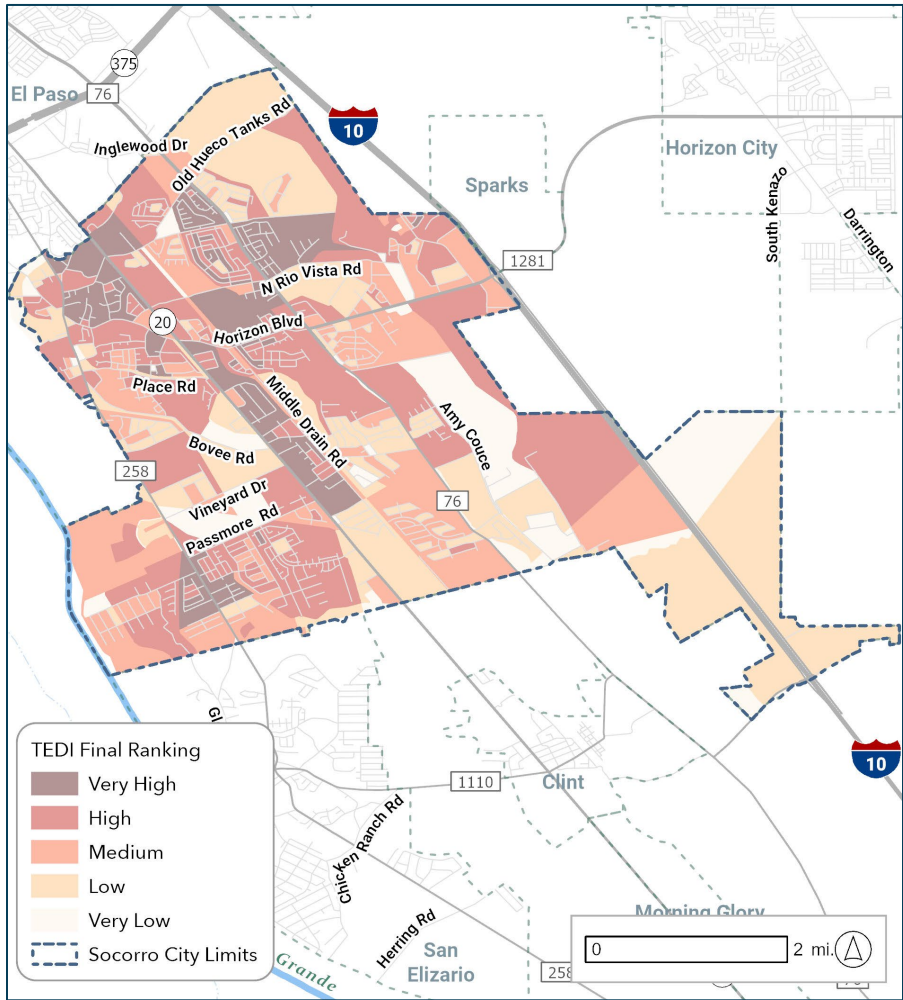 375
El Paso
76
10
Inglewood Dr
Old Hueco Tanks Rd
Horizon City
Sparks
South Kenazo
Darrington
1281
N Rio Vista Rd
20
Horizon Blvd
Place Rd
Middle Drain Rd
Amy Couce
Bovee Rd
258
Vineyard Dr
76
Passmore Rd
Gl
10
TEDI Final Ranking
Very High
High
Medium
Low
Very Low
Socorro City Limits
1110
Clint
Chicken Ranch Rd
Herring Rd
Morning Glory
San
Elizario
Grande
258
0
2 mi.